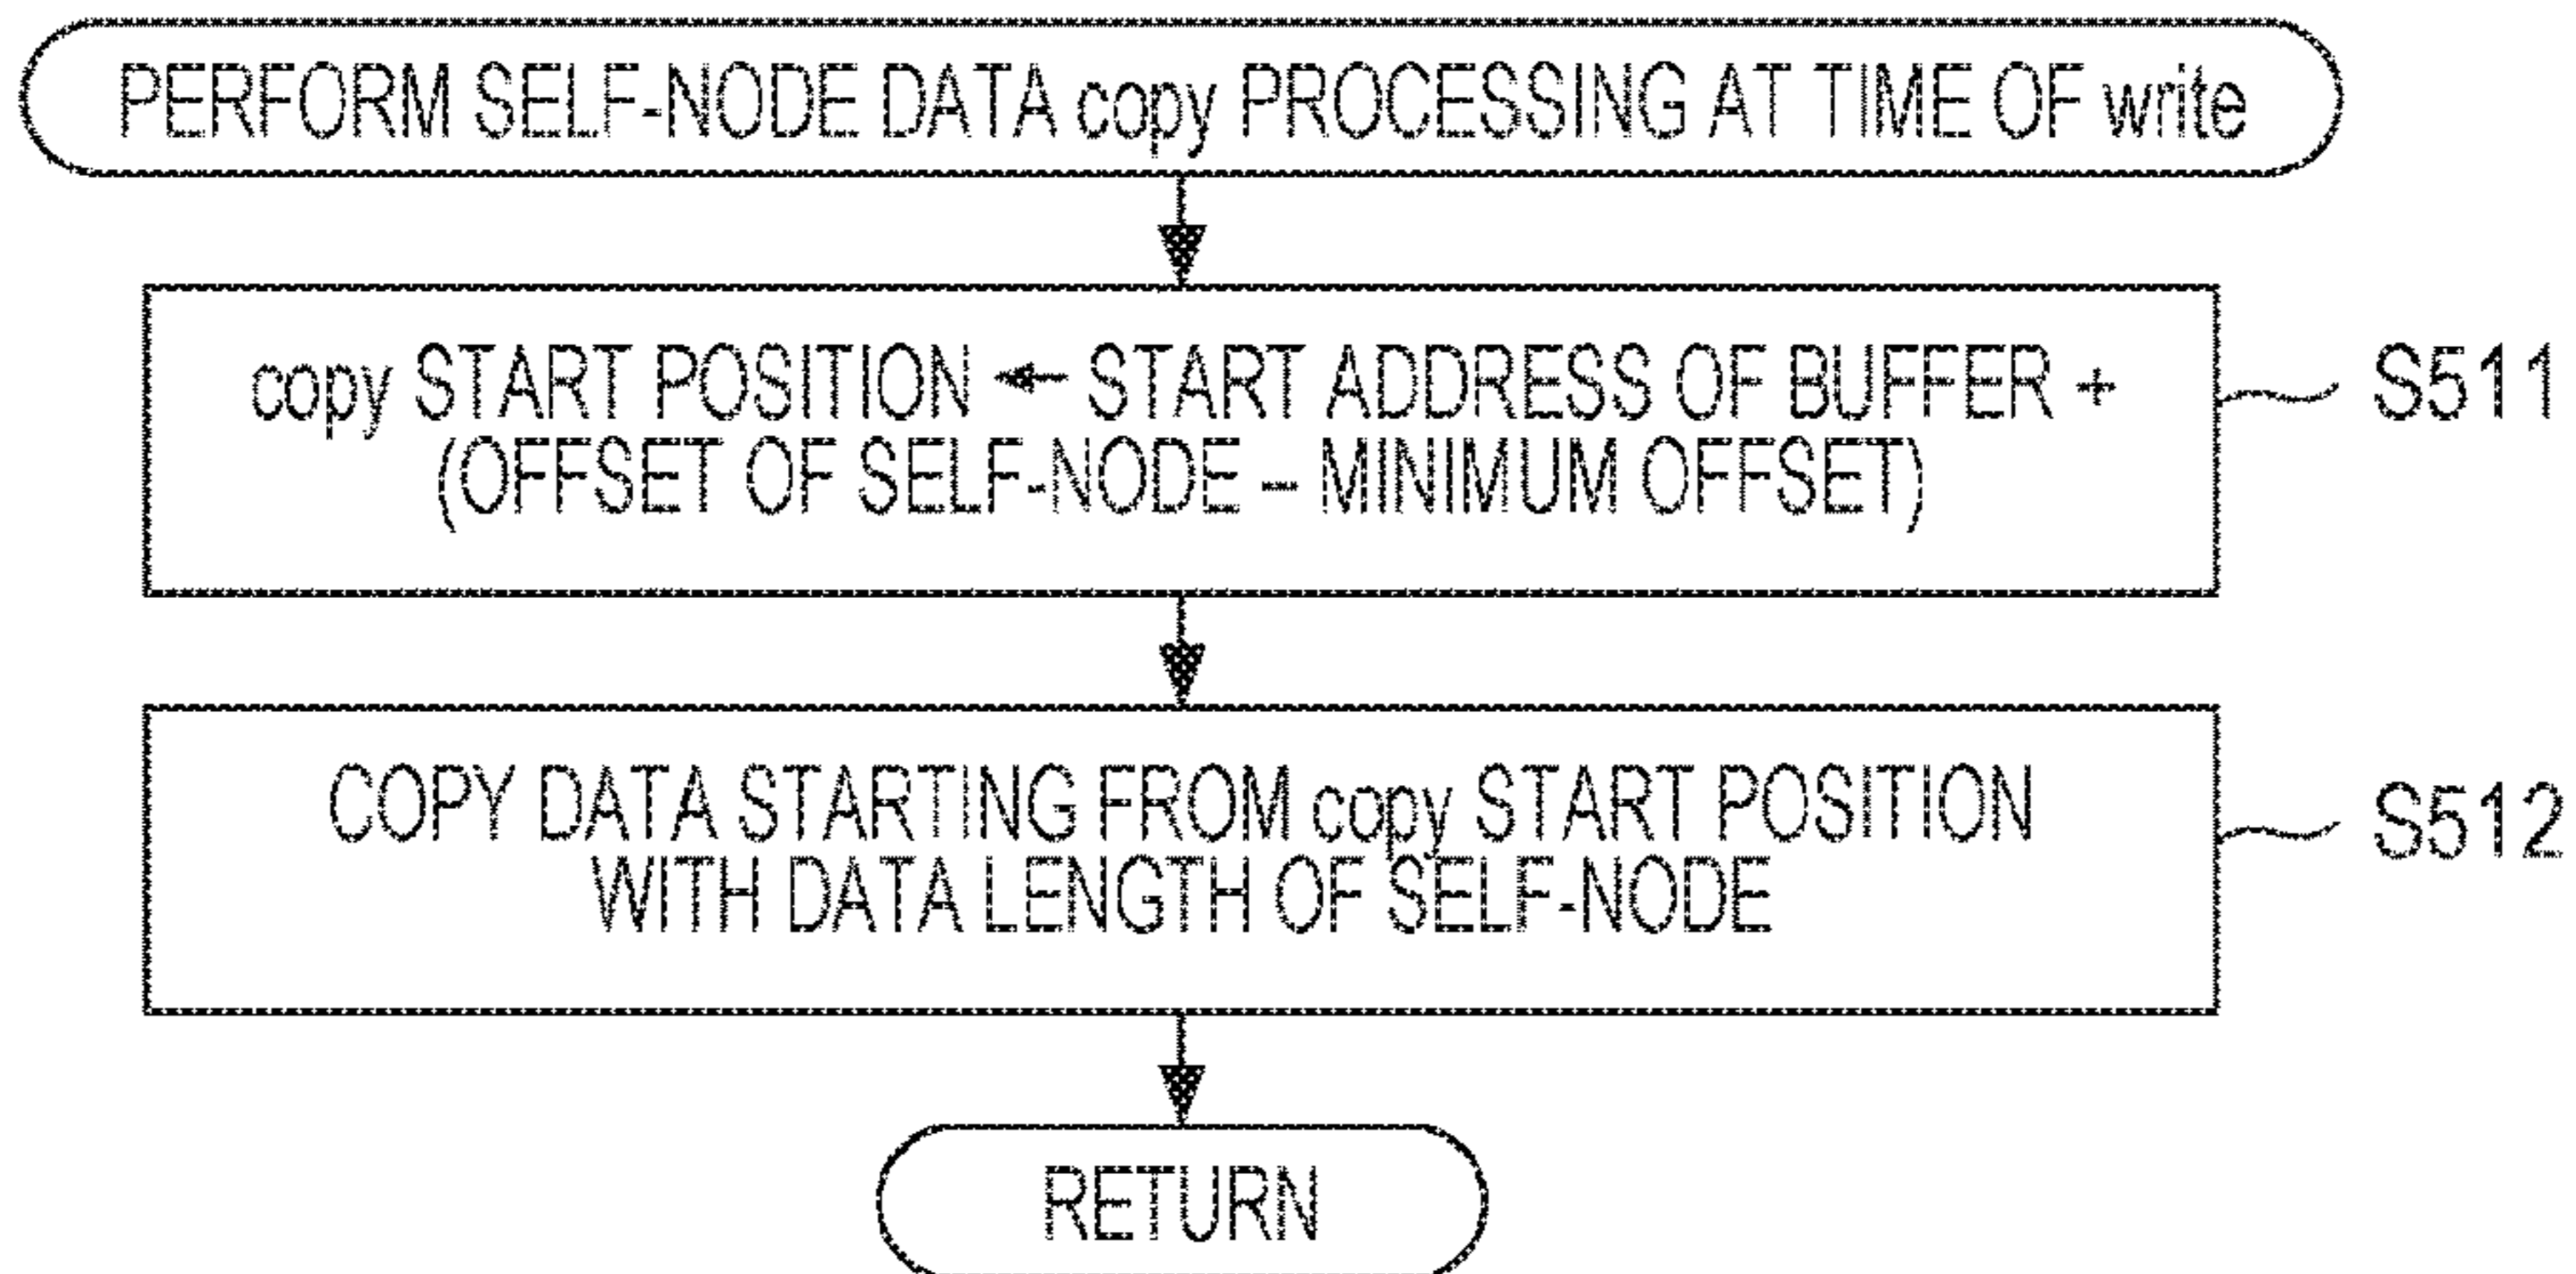 PERFORM SELF-NODE DATA copy PROCESSING AT TIME OF write
copy START POSITION ← START ADDRESS OF BUFFER +
(OFFSET OF SELF-NODE – MINIMUM OFFSET)
S511
COPY DATA STARTING FROM copy START POSITION
WITH DATA LENGTH OF SELF-NODE
S512
RETURN